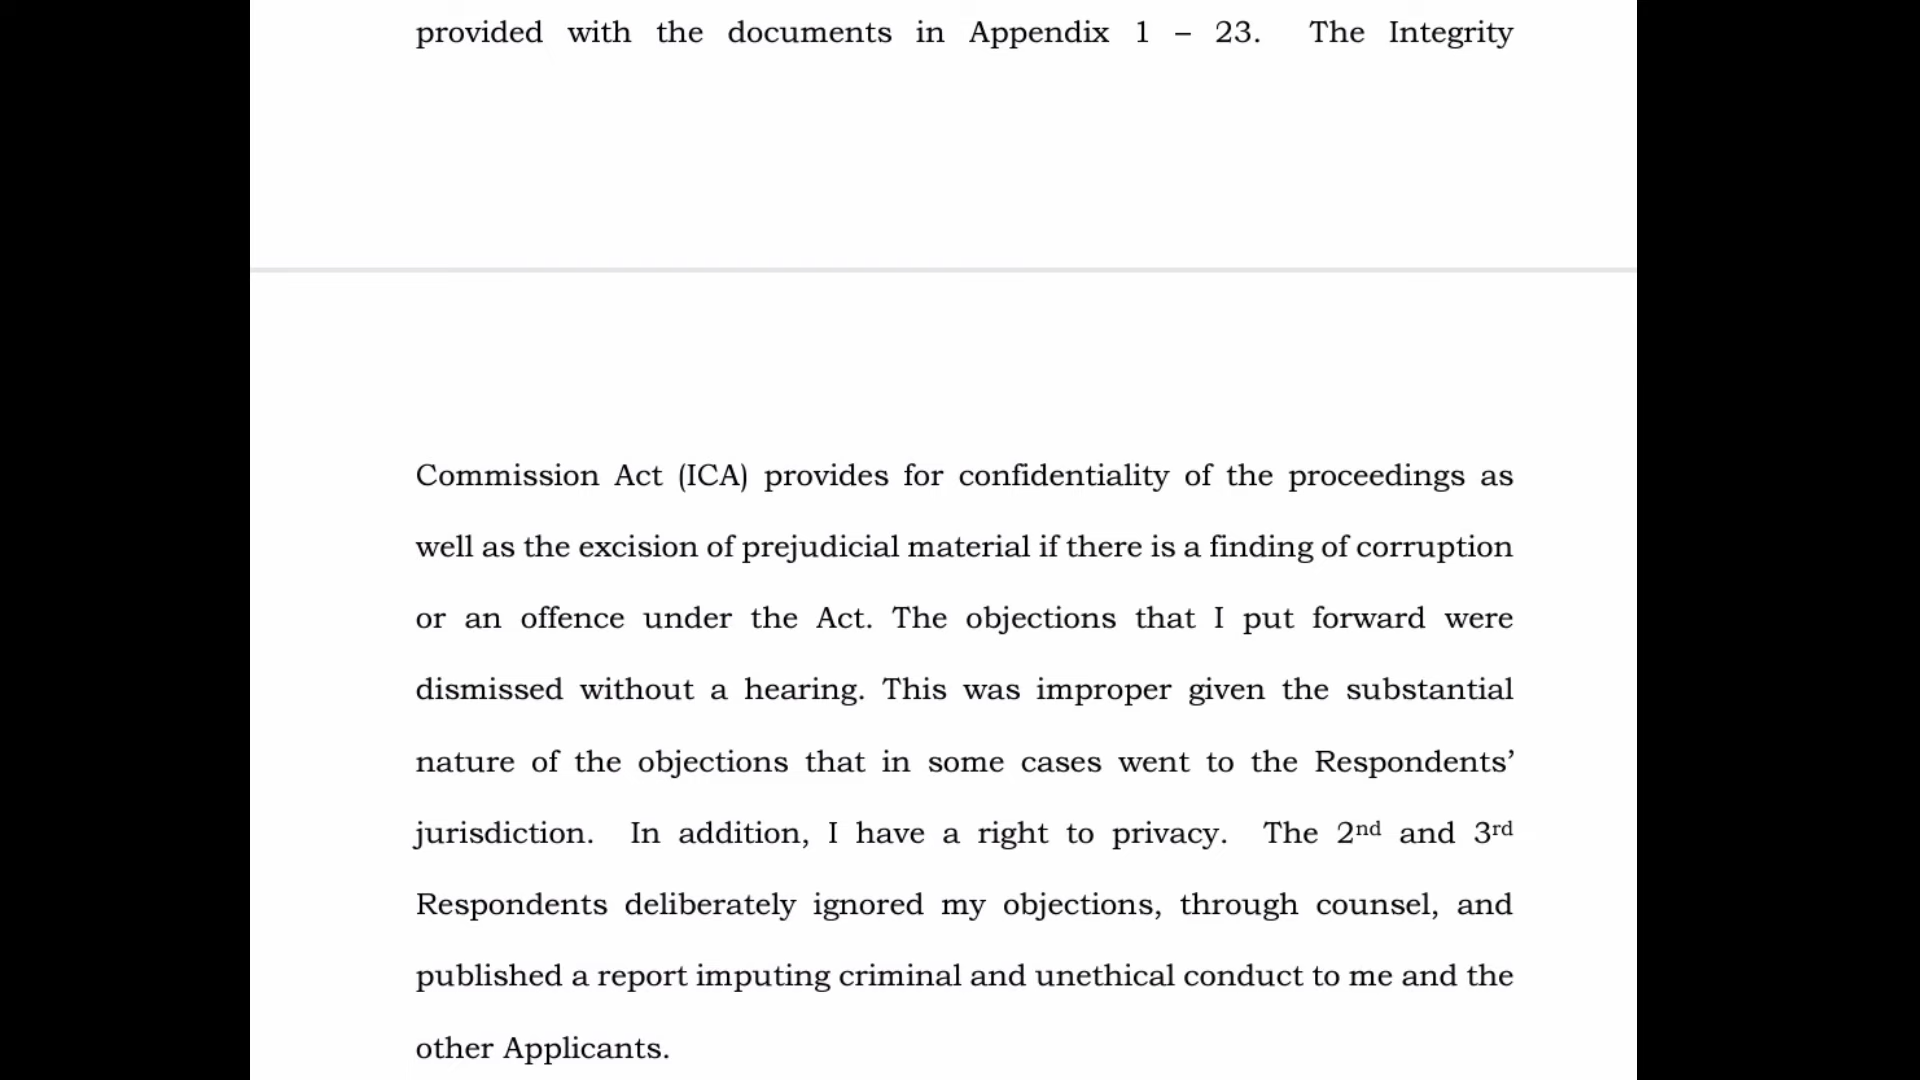 provided with the documents in Appendix 1 – 23. The Integrity
Commission Act (ICA) provides for confidentiality of the proceedings as
well as the excision of prejudicial material if there is a finding of corruption
or an offence under the Act. The objections that I put forward were
dismissed without a hearing. This was improper given the substantial
nature of the objections that in some cases went to the Respondents’
jurisdiction. In addition, I have a right to privacy. The 2nd and 3rd
Respondents deliberately ignored my objections, through counsel, and
published a report imputing criminal and unethical conduct to me and the
other Applicants.